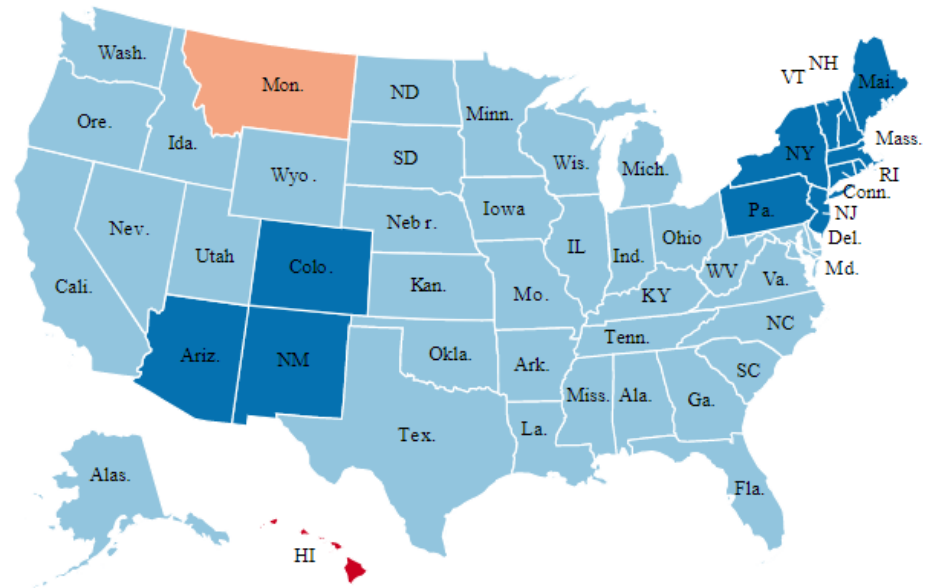 NH
VT
Wash.
Mai.
Mon.
ND
Minn.
Ore.
Mass.
Ida.
NY
SD
Wis.
Mich.
RI
Wyo .
Conn.
Iowa
Pa.
NJ
Neb r.
Nev.
Ohio
Del.
IL
Utah
Ind.
Colo.
WV
Md.
Va.
Cali.
Kan.
Mo.
KY
NC
Tenn.
Okla.
Ariz.
NM
Ark.
SC
Miss.
Ala.
Ga.
Tex.
La.
Alas.
Fla.
HI